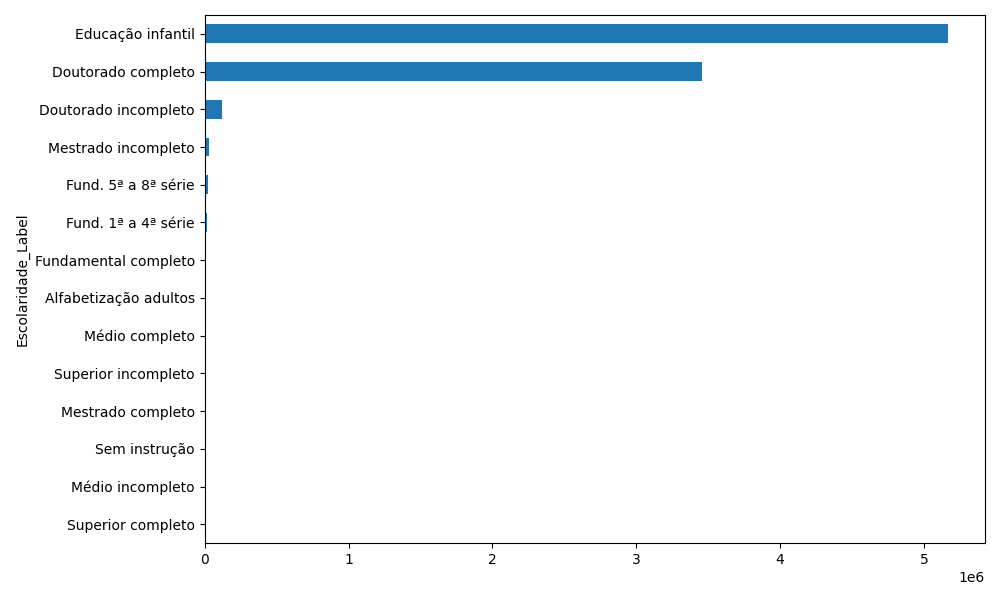 Escolaridade_Label
Educação infantil
Doutorado completo
Doutorado incompleto
Mestrado incompleto
Fund. 5ª a 8ª série
Fund. 1ª a 4ª série
Fundamental completo
Alfabetização adultos
Médio completo
Superior incompleto
Mestrado completo
Sem instrução
Médio incompleto
Superior completo
0 1 2 3 4 5
1e6